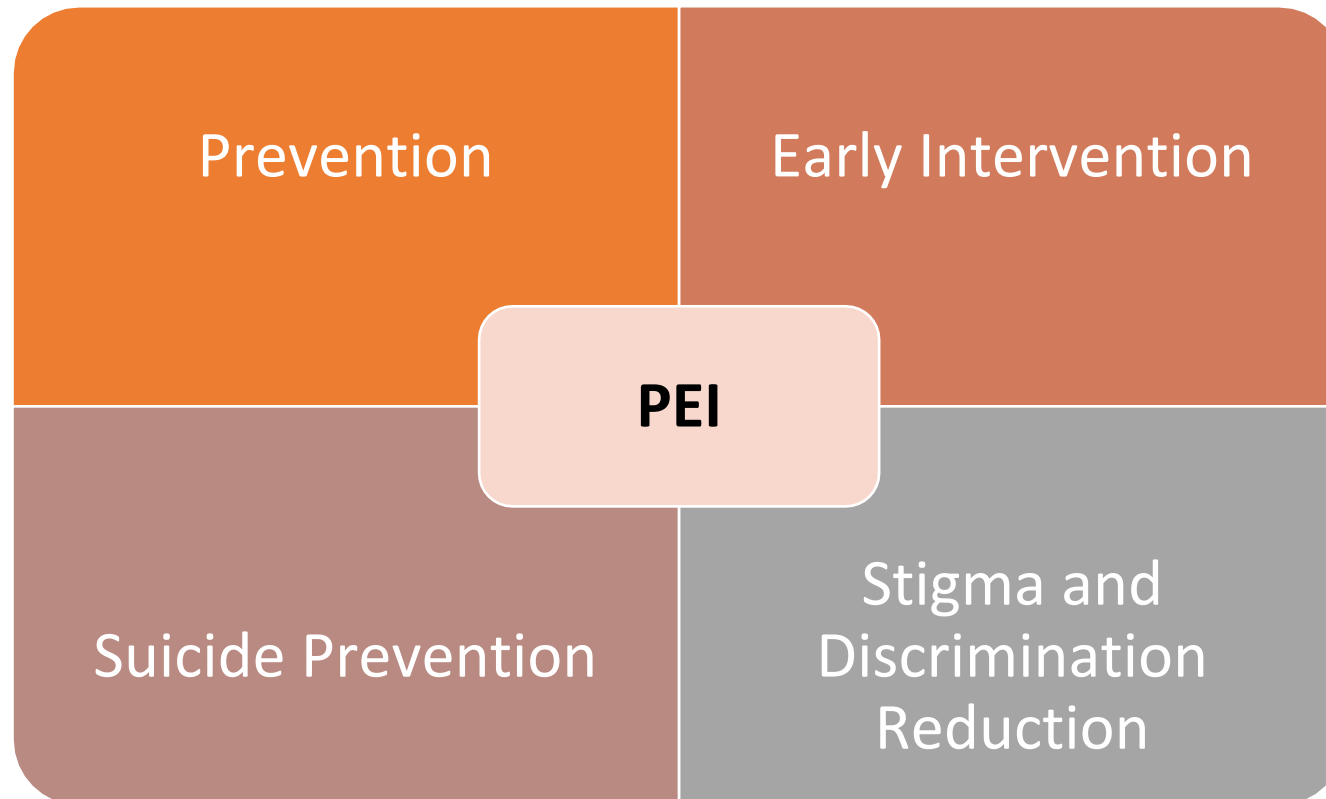 Prevention
Early Intervention
PEI
Suicide Prevention
Stigma and
Discrimination
Reduction